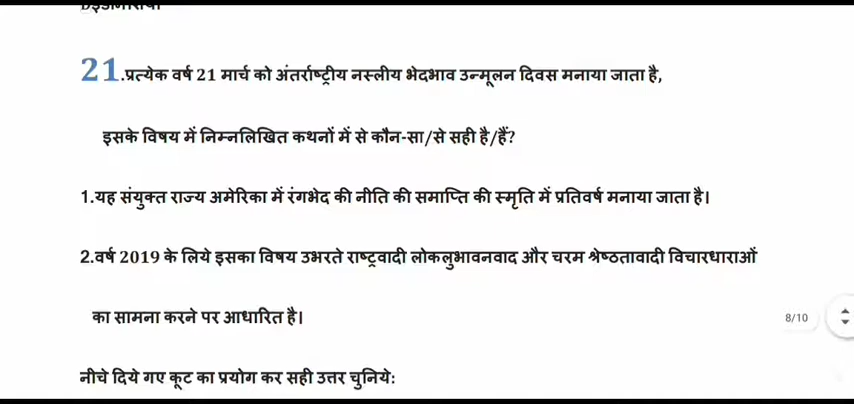 21.प्रत्येक वर्ष 21 मार्च को अंतर्राष्ट्रीय नस्लीय भेदभाव उन्मूलन दिवस मनाया जाता है,
इसके विषय में निम्नलिखित कथनों में से कौन-सा/से सही है/हैं?
1.यह संयुक्त राज्य अमेरिका में रंगभेद की नीति की समाप्ति की स्मृति में प्रतिवर्ष मनाया जाता है।
2.वर्ष 2019 के लिये इसका विषय उभरते राष्ट्रवादी लोकलुभावनवाद और चरम श्रेष्ठतावादी विचारधाराओं
का सामना करने पर आधारित है।
8/10
नीचे दिये गए कूट का प्रयोग कर सही उत्तर चुनिये: